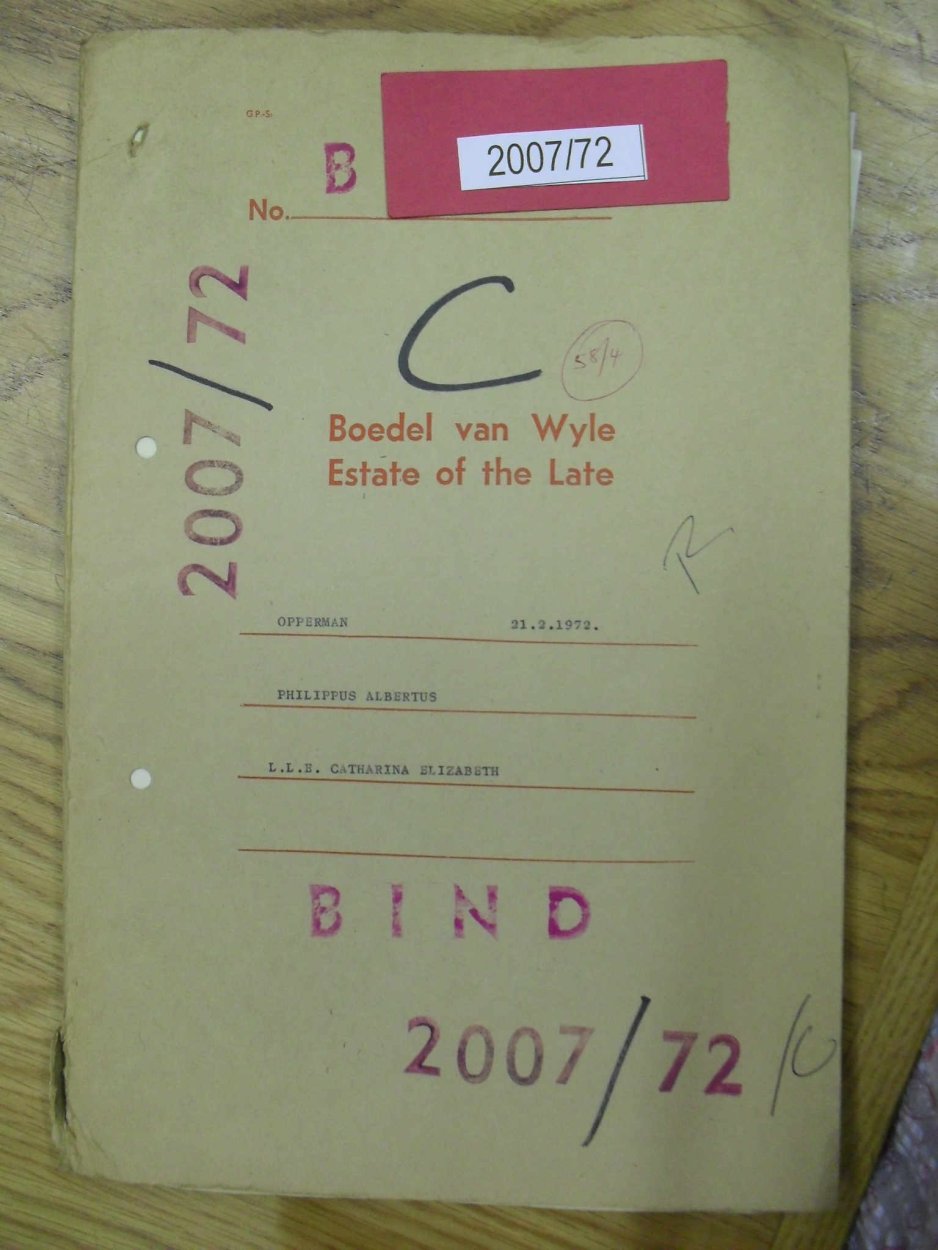 G.P.-S.
B
2007/72
No.
2007/72
C
58/4
Boedel van Wyle
Estate of the Late
R
OPPERMAN 21.2.1972.
PHILIPPUS ALBERTUS
L.L.E. CATHARINA ELIZABETH
BIND
2007/72 /C